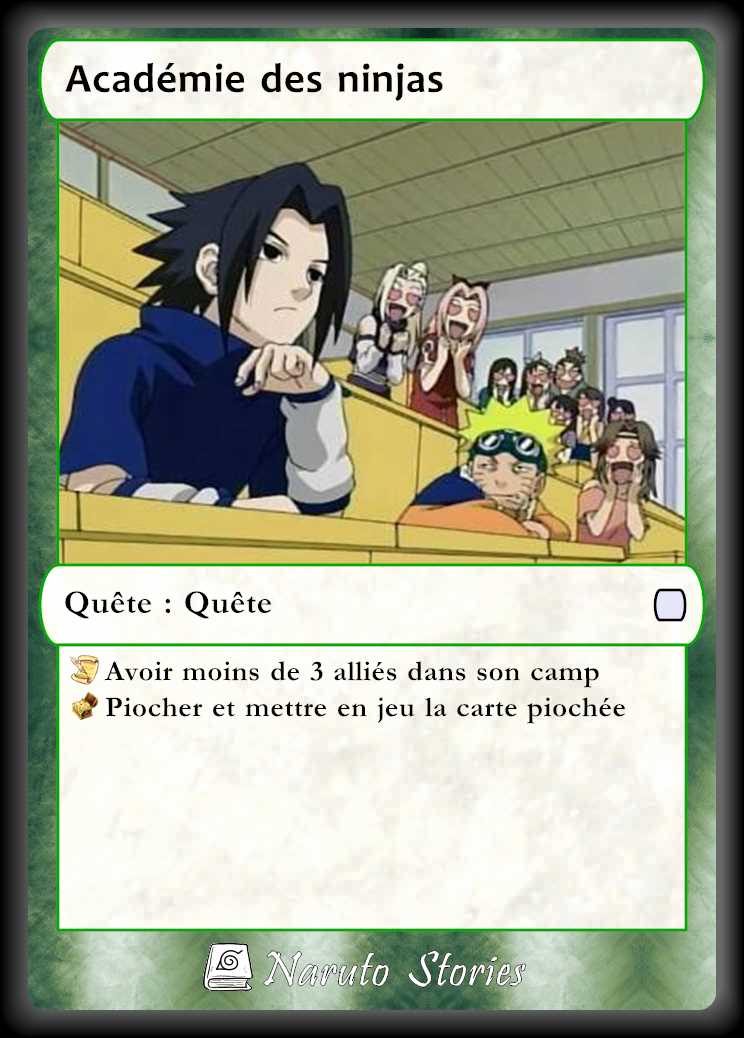 Académie des ninjas
Quête : Quête
Avoir moins de 3 alliés dans son camp
Piocher et mettre en jeu la carte piochée
Naruto Stories